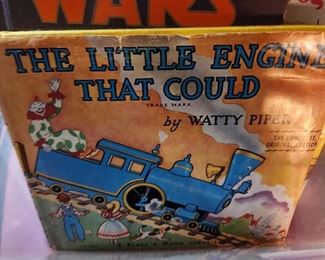 WARS
THE LITTLE ENGINE
THAT COULD
TRADE MARK
by WATTY PIPER
THE COMPLETE,
ORIGINAL EDITION